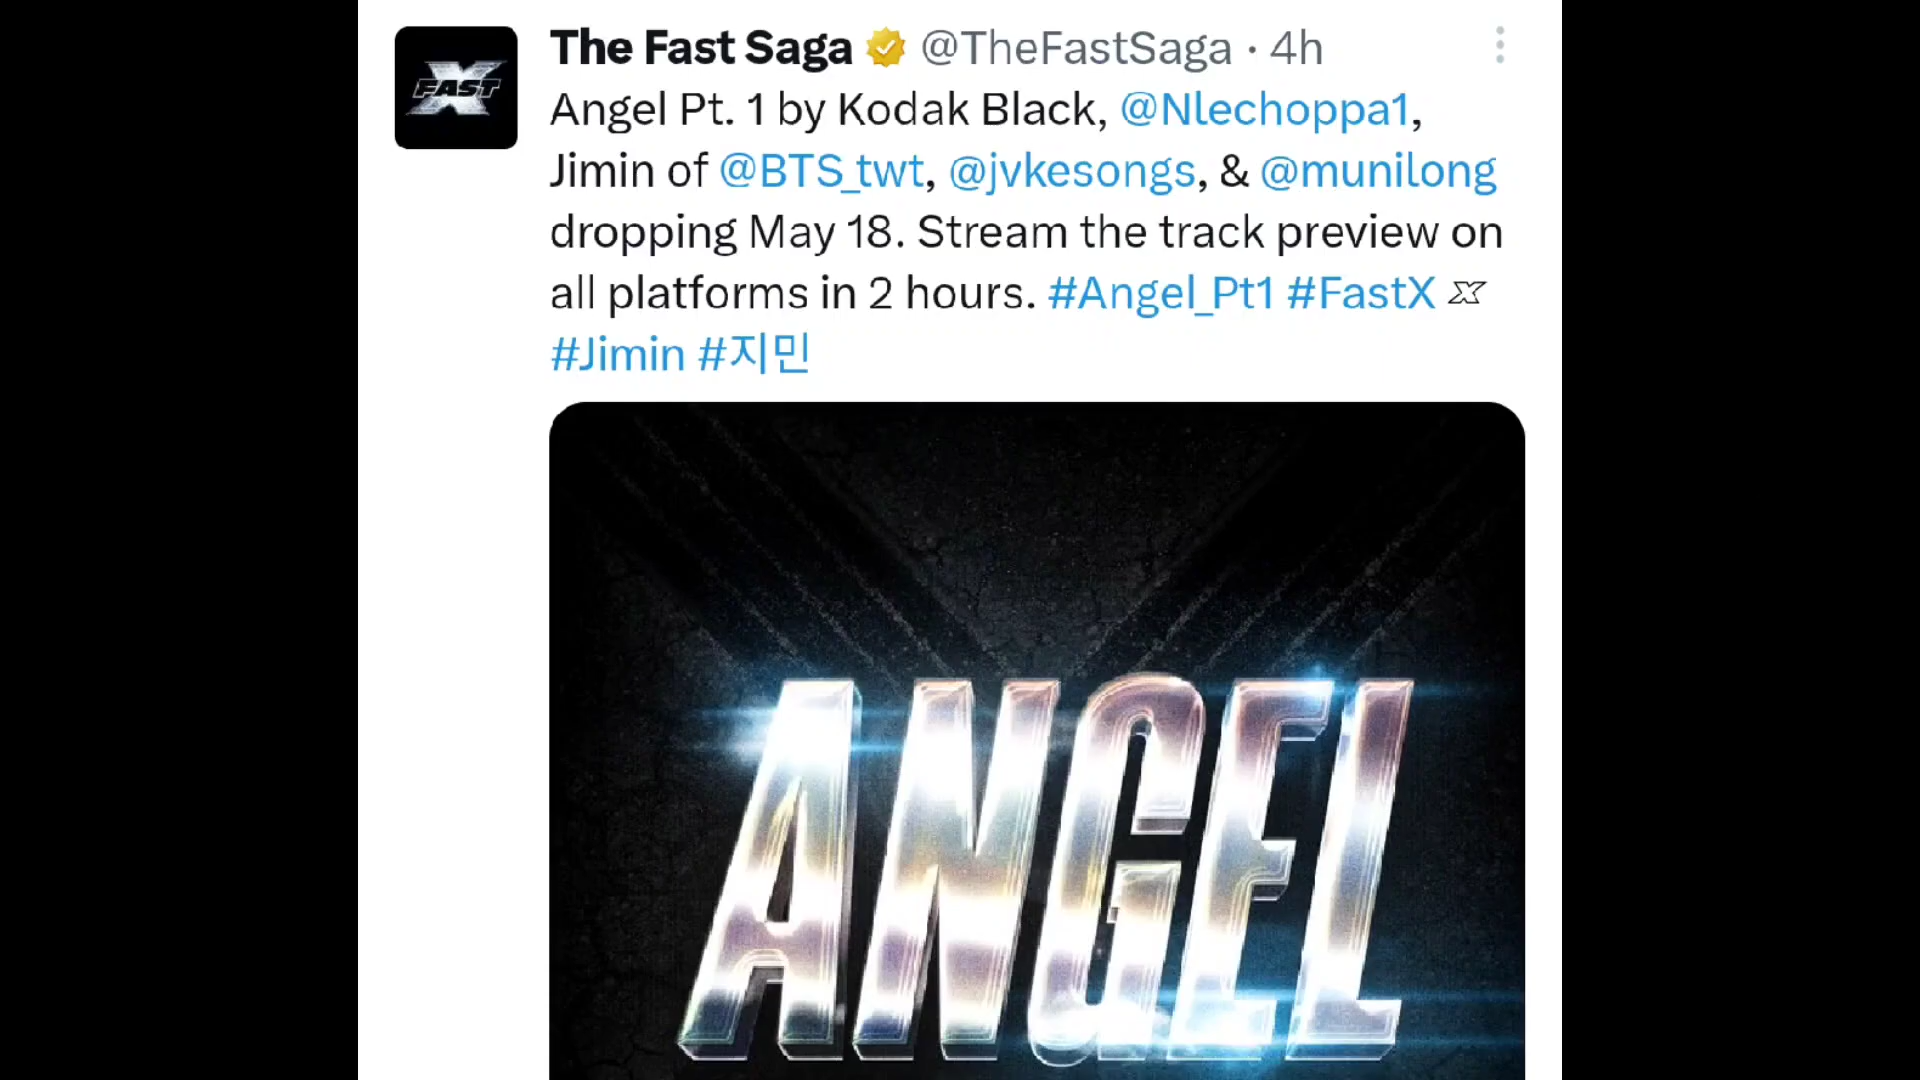 FAST X
The Fast Saga @TheFastSaga · 4h
Angel Pt. 1 by Kodak Black, @Nlechoppa1,
Jimin of @BTS_twt, @jvkesongs, & @munilong
dropping May 18. Stream the track preview on
all platforms in 2 hours. #Angel_Pt1 #FastX X
#Jimin #지민
ANGEL